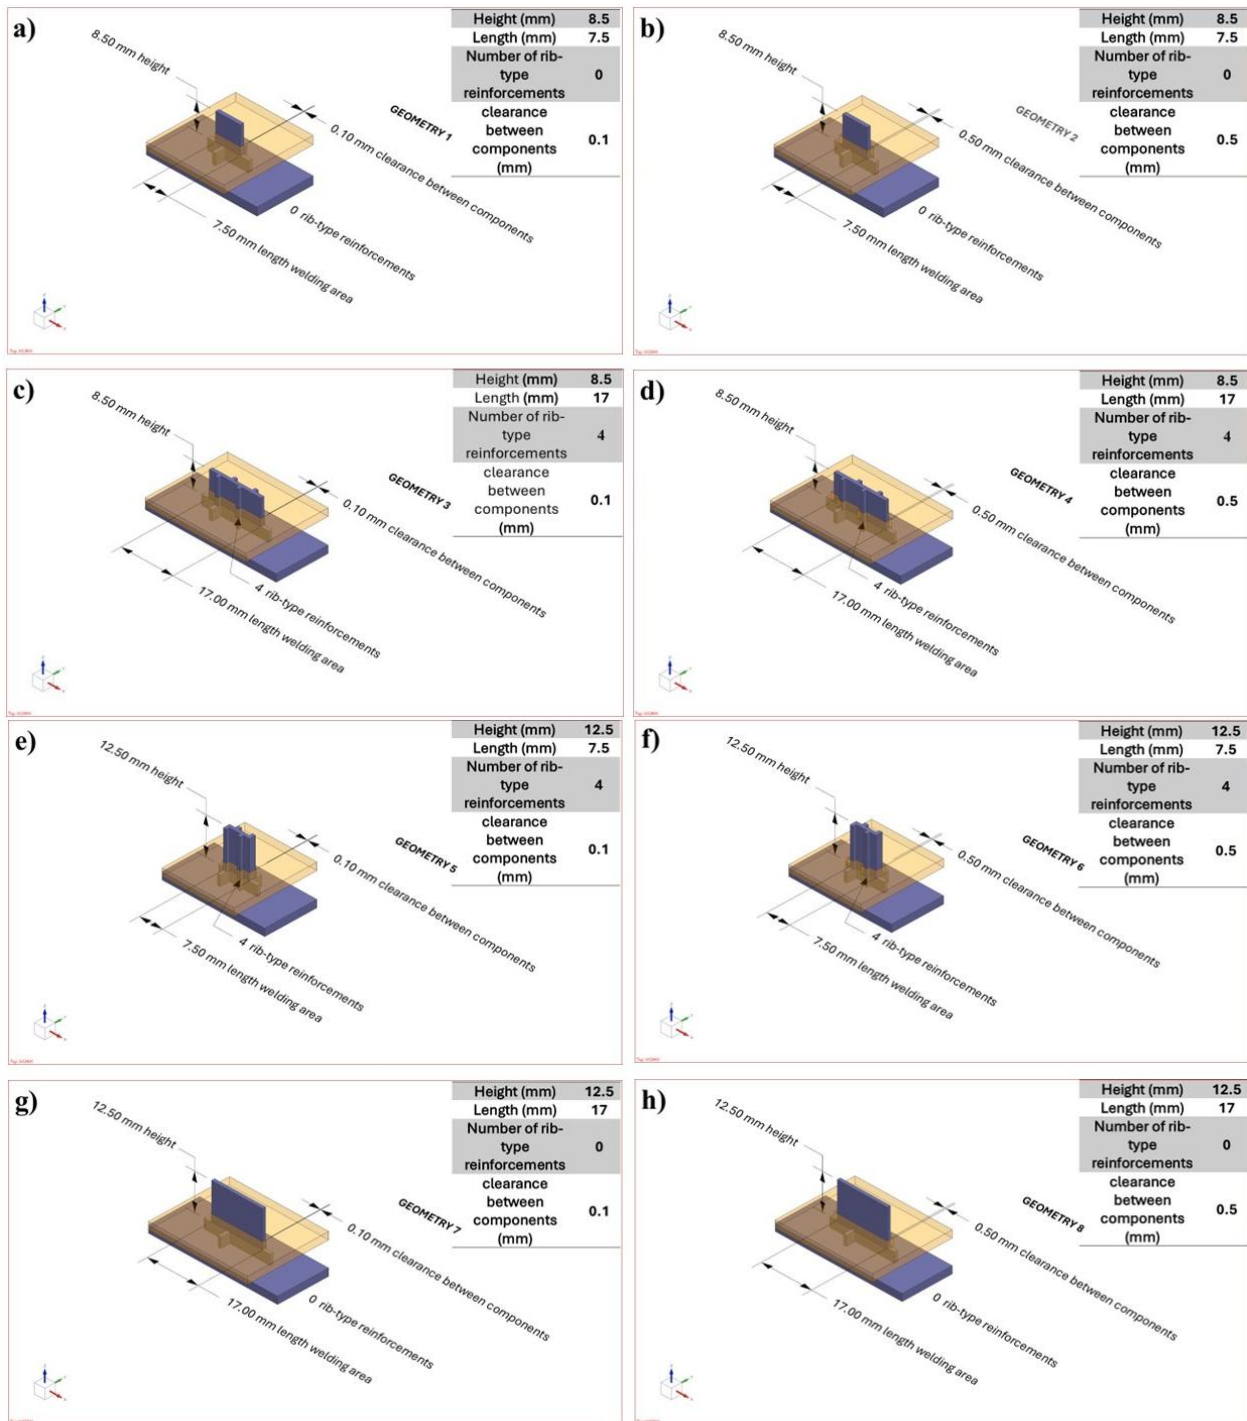 a)
Height (mm) 8.5
Length (mm) 7.5
Number of rib-
type
reinforcements
0
clearance
between
components
(mm)
0.1
8.50 mm height
GEOMETRY 1
0.10 mm clearance between components
0 rib-type reinforcements
7.50 mm length welding area
b)
Height (mm) 8.5
Length (mm) 7.5
Number of rib-
type
reinforcements
0
clearance
between
components
(mm)
0.5
8.50 mm height
GEOMETRY 2
0.50 mm clearance between components
0 rib-type reinforcements
7.50 mm length welding area
c)
Height (mm) 8.5
Length (mm) 17
Number of rib-
type
reinforcements
4
clearance
between
components
(mm)
0.1
8.50 mm height
GEOMETRY 3
0.10 mm clearance between components
4 rib-type reinforcements
17.00 mm length welding area
d)
Height (mm) 8.5
Length (mm) 17
Number of rib-
type
reinforcements
4
clearance
between
components
(mm)
0.5
8.50 mm height
GEOMETRY 4
0.50 mm clearance between components
4 rib-type reinforcements
17.00 mm length welding area
e)
Height (mm) 12.5
Length (mm) 7.5
Number of rib-
type
reinforcements
4
clearance
between
components
(mm)
0.1
12.50 mm height
GEOMETRY 5
0.10 mm clearance between components
4 rib-type reinforcements
7.50 mm length welding area
f)
Height (mm) 12.5
Length (mm) 7.5
Number of rib-
type
reinforcements
4
clearance
between
components
(mm)
0.5
12.50 mm height
GEOMETRY 6
0.50 mm clearance between components
4 rib-type reinforcements
7.50 mm length welding area
g)
Height (mm) 12.5
Length (mm) 17
Number of rib-
type
reinforcements
0
clearance
between
components
(mm)
0.1
12.50 mm height
GEOMETRY 7
0.10 mm clearance between components
0 rib-type reinforcements
17.00 mm length welding area
h)
Height (mm) 12.5
Length (mm) 17
Number of rib-
type
reinforcements
0
clearance
between
components
(mm)
0.5
12.50 mm height
GEOMETRY 8
0.50 mm clearance between components
0 rib-type reinforcements
17.00 mm length welding area